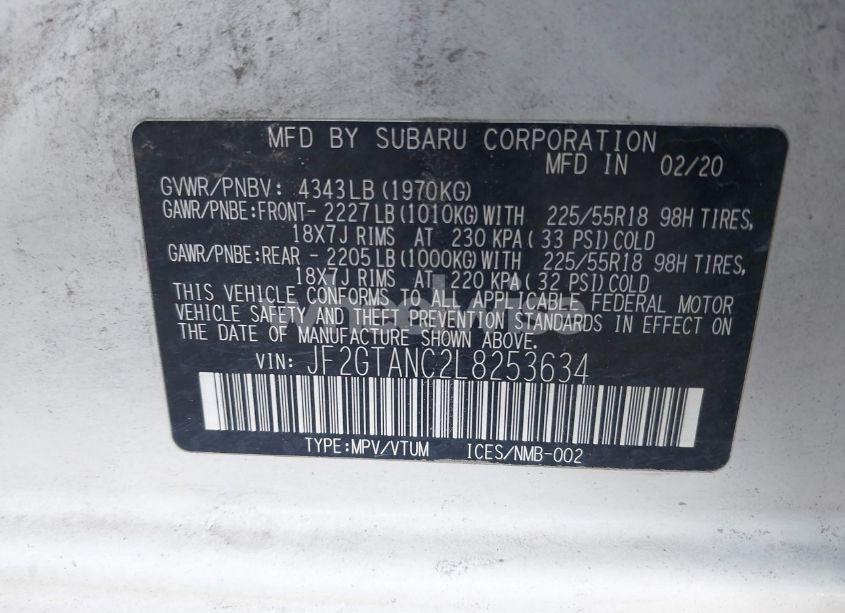 MFD BY SUBARU CORPORATION
MFD IN 02/20
GVWR/PNBV: 4343LB (1970KG)
GAWR/PNBE:FRONT- 2227LB (1010KG) WITH 225/55R18 98H TIRES,
18X7J RIMS AT 230 KPA( 33 PSI) COLD
GAWR/PNBE:REAR - 2205LB (1000KG) WITH 225/55R18 98H TIRES,
18X7J RIMS AT 220 KPA( 32 PSI) COLD
THIS VEHICLE CONFORMS TO ALL APPLICABLE FEDERAL MOTOR
VEHICLE SAFETY AND THEFT PREVENTION STANDARDS IN EFFECT ON
THE DATE OF MANUFACTURE SHOWN ABOVE.
VIN: JF2GTANC2L8253634
TYPE:MPV/VTUM ICES/NMB-002